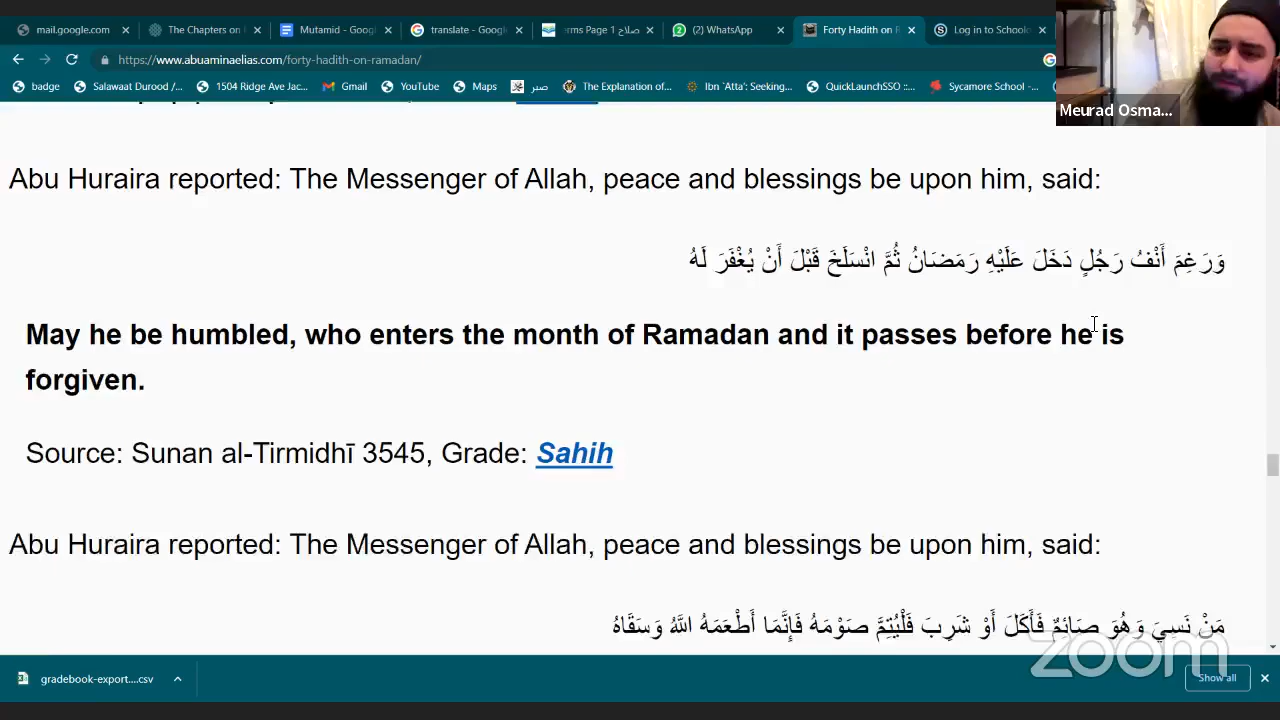 mail.google.com
The Chapters on
Mutamid - Goog
translate - Google
صلاح Page 1
(2) WhatsApp
Forty Hadith on R
Log in to Schoolo
https://www.abuaminaelias.com/forty-hadith-on-ramadan/
badge
Salawaat Durood /...
1504 Ridge Ave Jac...
Gmail
YouTube
Maps
صبر
The Explanation of...
Ibn `Atta': Seeking...
QuickLaunchSSO ::...
Sycamore School -...
Meurad Osma...
Abu Huraira reported: The Messenger of Allah, peace and blessings be upon him, said:
وَرَغِمَ أَنْفُ رَجُلٍ دَخَلَ عَلَيْهِ رَمَضَانُ ثُمَّ انْسَلَخَ قَبْلَ أَنْ يُغْفَرَ لَهُ
May he be humbled, who enters the month of Ramadan and it passes before he is
forgiven.
Source: Sunan al-Tirmidhī 3545, Grade: Sahih
Abu Huraira reported: The Messenger of Allah, peace and blessings be upon him, said:
مَنْ نَسِيَ وَهُوَ صَائِمٌ فَأَكَلَ أَوْ شَرِبَ فَلْيُتِمَّ صَوْمَهُ فَإِنَّمَا أَطْعَمَهُ اللَّهُ وَسَقَاهُ
zoom
gradebook-export....csv
Show all